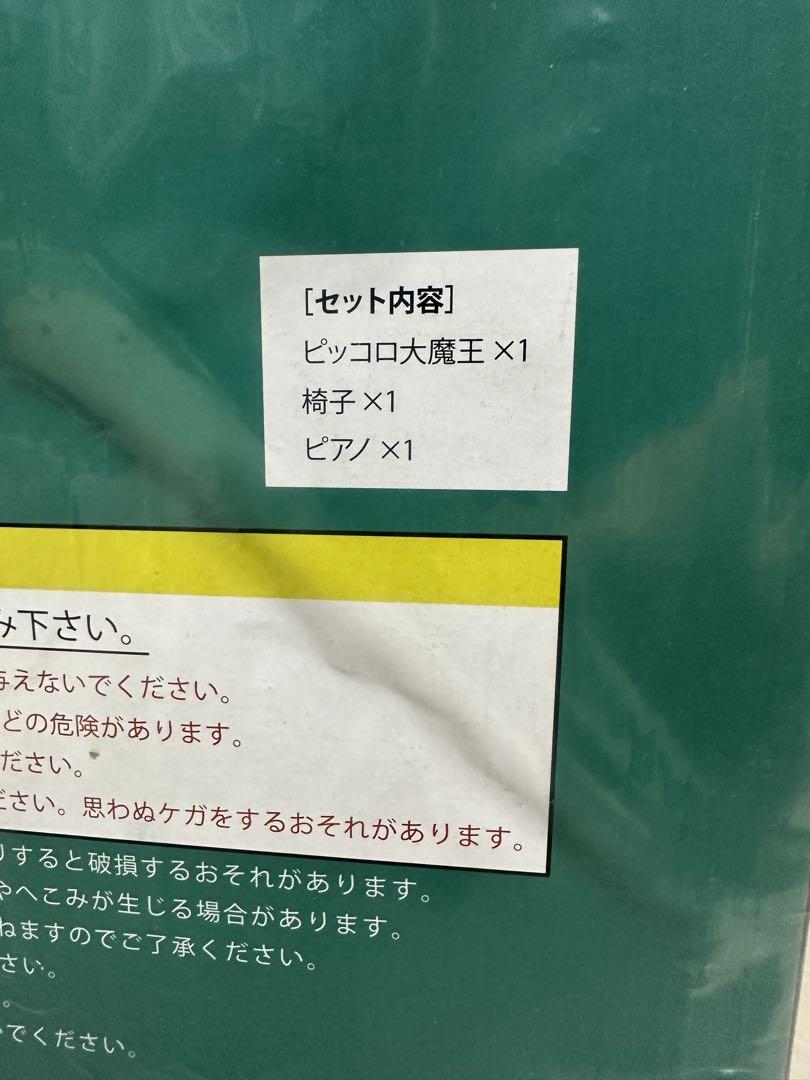 [セット内容]
ピッコロ大魔王 ×1
椅子 ×1
ピアノ ×1
み下さい。
与えないでください。
どの危険があります。
ださい。
ださい。思わぬケガをするおそれがあります。
りすると破損するおそれがあります。
やへこみが生じる場合があります。
ねますのでご了承ください。
さい。
。
いでください。